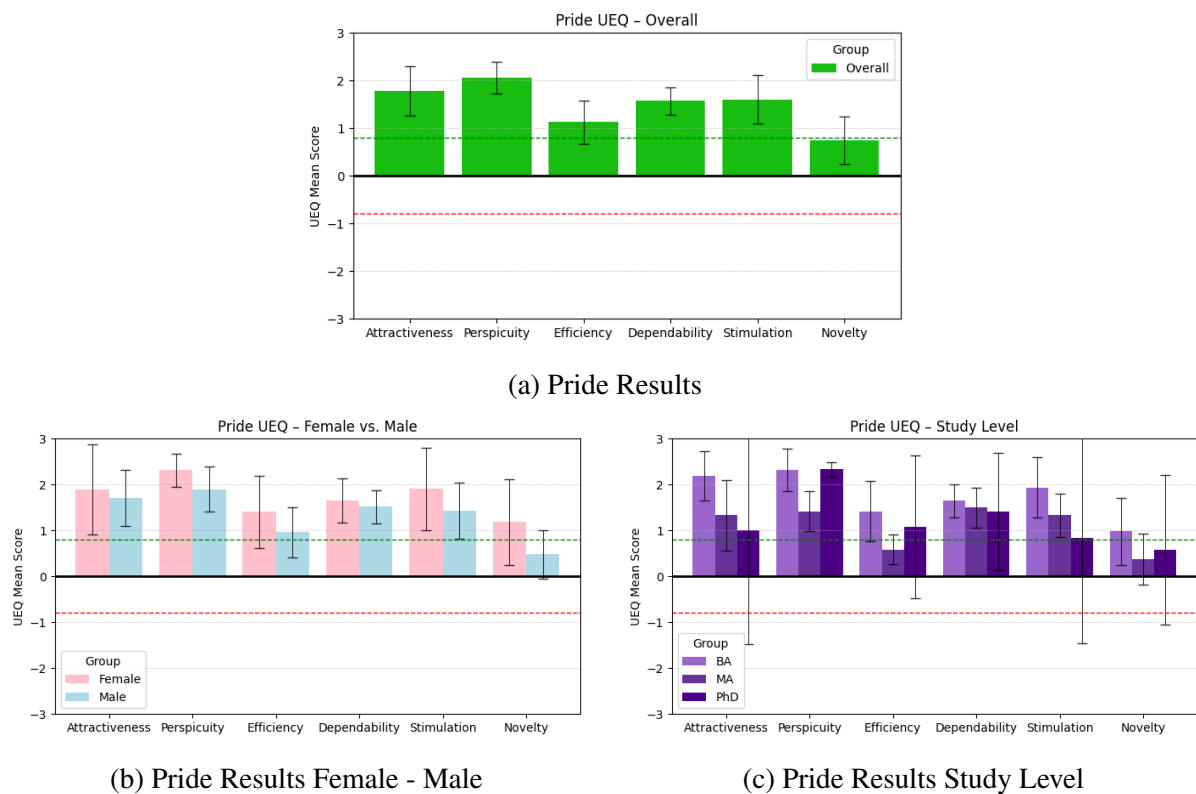 Pride UEQ – Overall
UEQ Mean Score
3
2
1
0
−1
−2
−3
Group
Overall
Attractiveness Perspicuity Efficiency Dependability Stimulation Novelty
(a) Pride Results
Pride UEQ – Female vs. Male
UEQ Mean Score
3
2
1
0
−1
−2
−3
Group
Female
Male
Attractiveness Perspicuity Efficiency Dependability Stimulation Novelty
(b) Pride Results Female - Male
Pride UEQ – Study Level
UEQ Mean Score
3
2
1
0
−1
−2
−3
Group
BA
MA
PhD
Attractiveness Perspicuity Efficiency Dependability Stimulation Novelty
(c) Pride Results Study Level